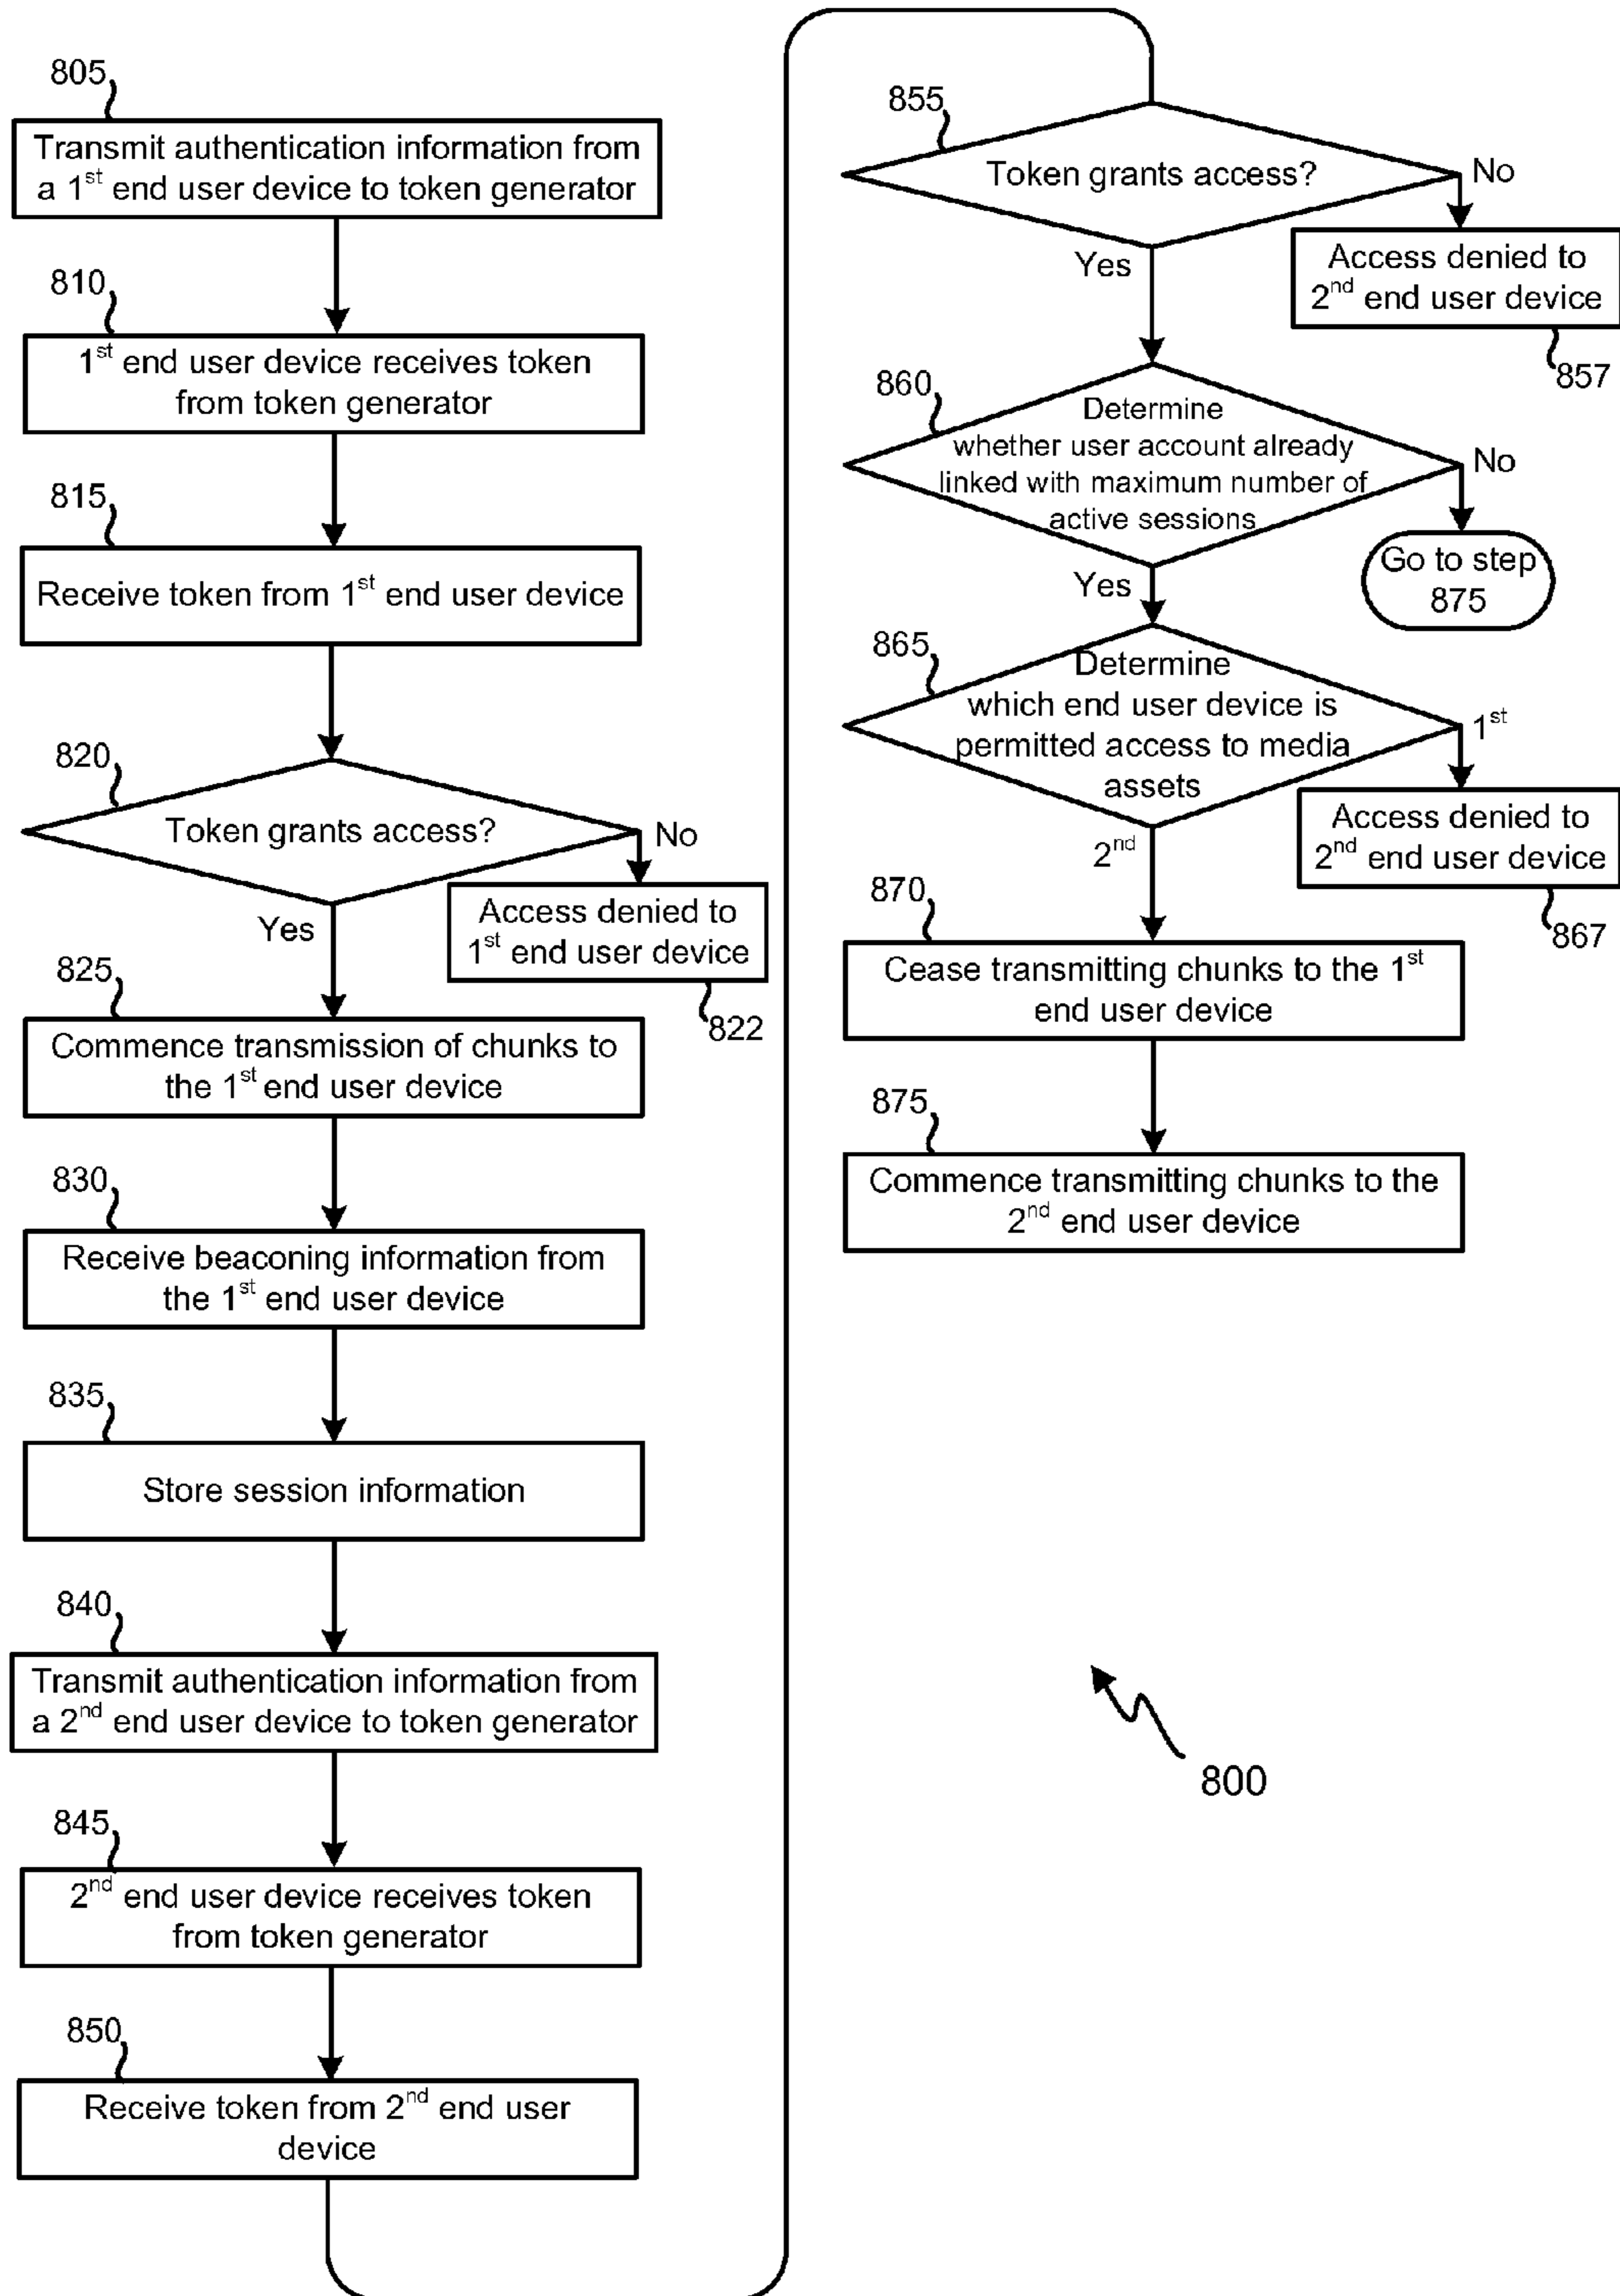 805
Transmit authentication information from
a 1st end user device to token generator
810
1st end user device receives token
from token generator
815
Receive token from 1st end user device
820
Token grants access?
No
Yes
Access denied to
1st end user device
822
825
Commence transmission of chunks to
the 1st end user device
830
Receive beaconing information from
the 1st end user device
835
Store session information
840
Transmit authentication information from
a 2nd end user device to token generator
845
2nd end user device receives token
from token generator
850
Receive token from 2nd end user
device
855
Token grants access?
No
Yes
Access denied to
2nd end user device
857
860
Determine
whether user account already
linked with maximum number of
active sessions
No
Yes
Go to step
875
865
Determine
which end user device is
permitted access to media
assets
1st
2nd
Access denied to
2nd end user device
867
870
Cease transmitting chunks to the 1st
end user device
875
Commence transmitting chunks to the
2nd end user device
800